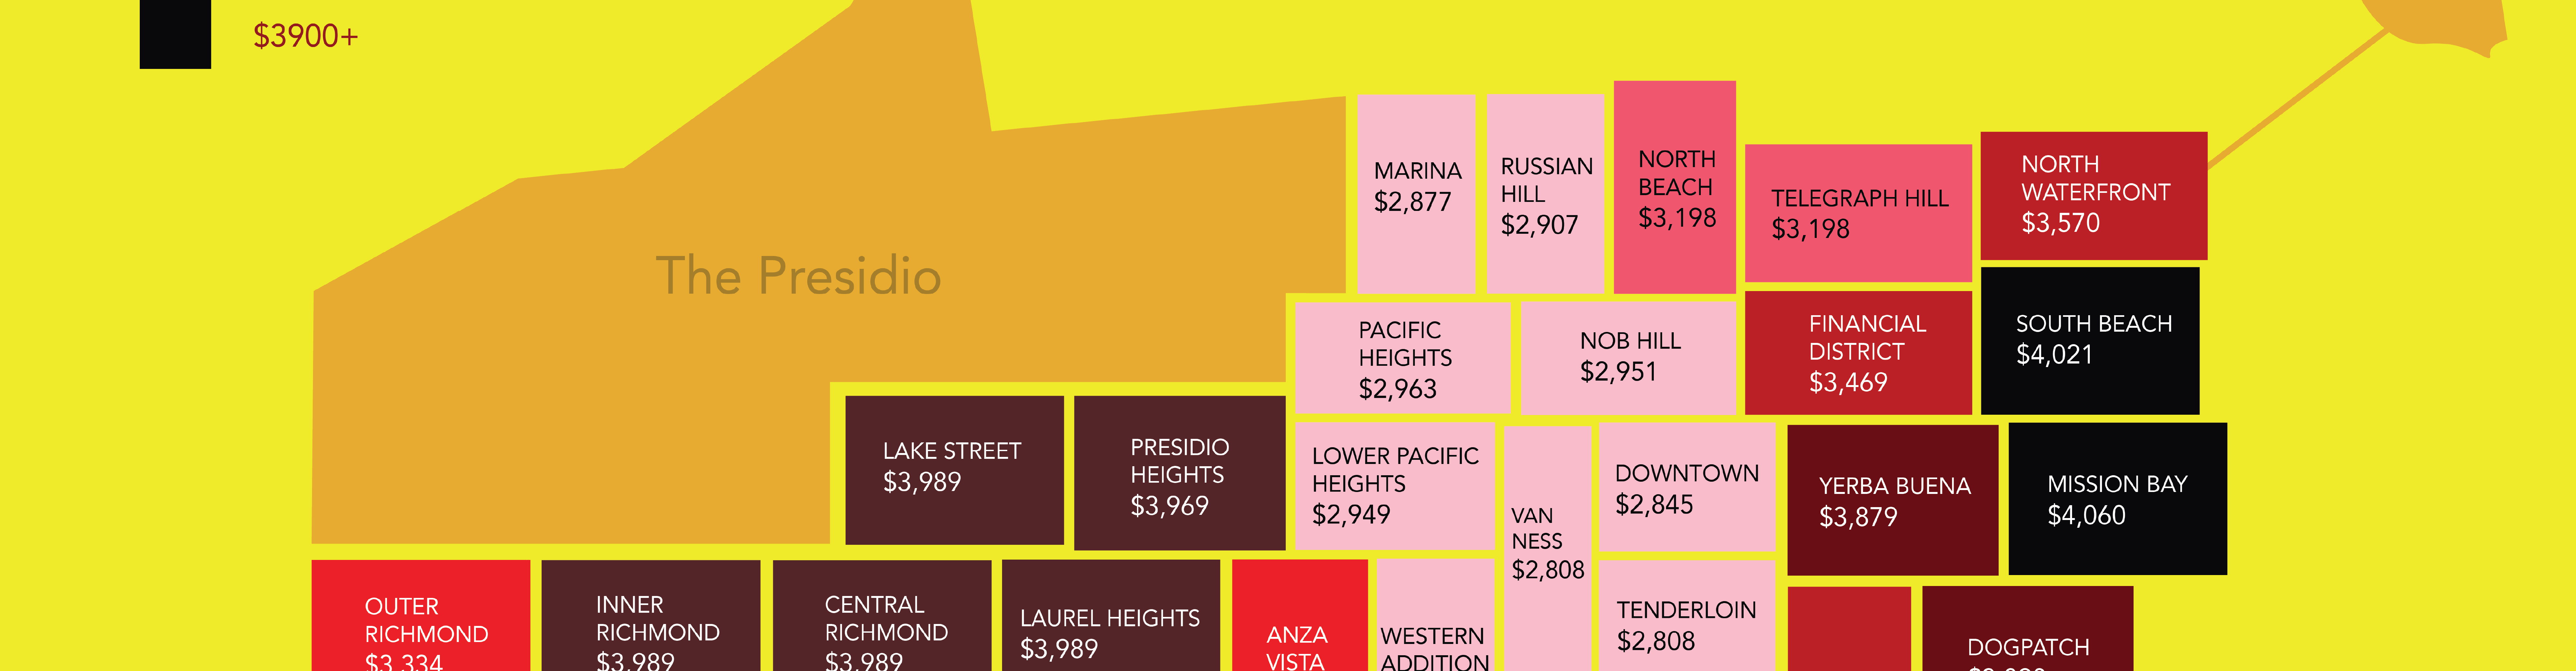 $3900+
The Presidio
MARINA
$2,877
RUSSIAN
HILL
$2,907
NORTH
BEACH
$3,198
TELEGRAPH HILL
$3,198
NORTH
WATERFRONT
$3,570
PACIFIC
HEIGHTS
$2,963
NOB HILL
$2,951
FINANCIAL
DISTRICT
$3,469
SOUTH BEACH
$4,021
LAKE STREET
$3,989
PRESIDIO
HEIGHTS
$3,969
LOWER PACIFIC
HEIGHTS
$2,949
VAN
NESS
$2,808
DOWNTOWN
$2,845
YERBA BUENA
$3,879
MISSION BAY
$4,060
OUTER
RICHMOND
$3,334
INNER
RICHMOND
$3,989
CENTRAL
RICHMOND
$3,989
LAUREL HEIGHTS
$3,989
ANZA
VISTA
WESTERN
ADDITION
TENDERLOIN
$2,808
DOGPATCH